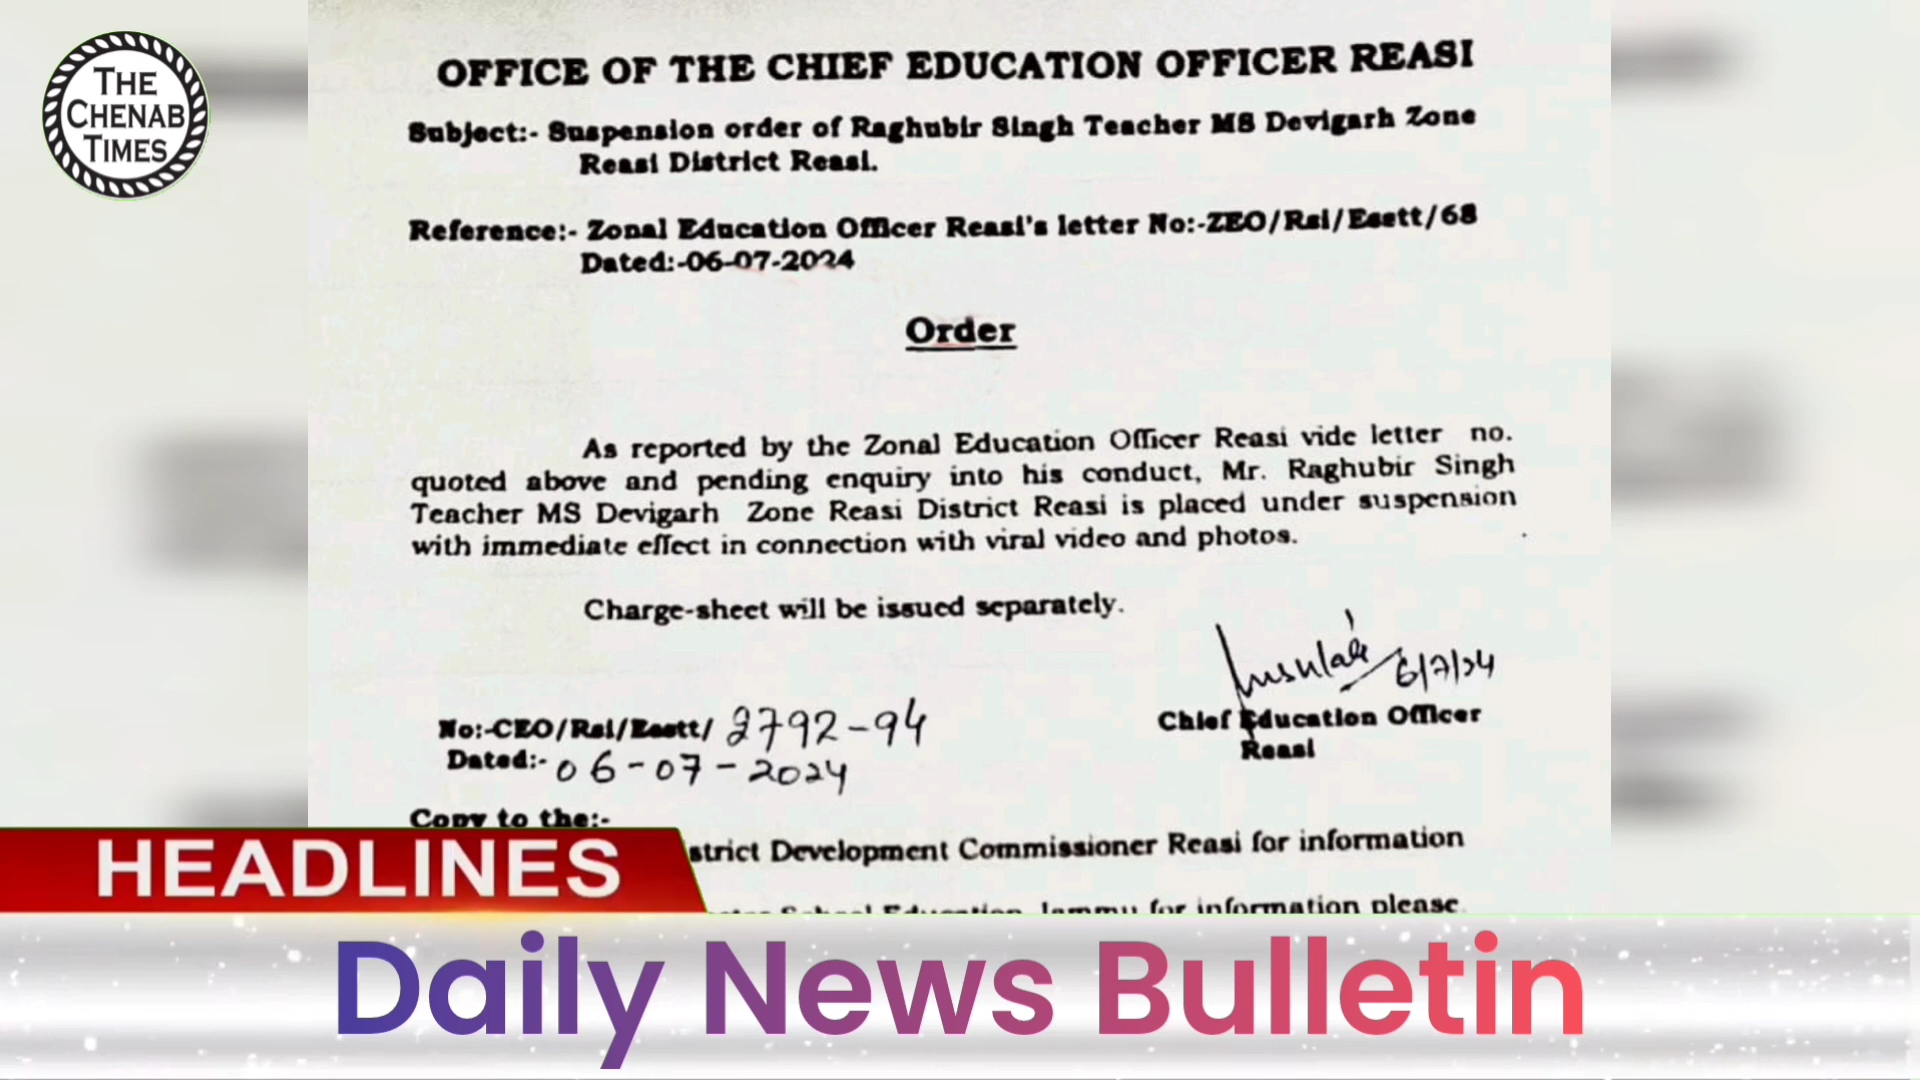 THE
CHENAB
TIMES
OFFICE OF THE CHIEF EDUCATION OFFICER REASI
Subject:- Suspension order of Raghubir Singh Teacher MS Devigarh Zone
Reasi District Reasi.
Reference:- Zonal Education Officer Reasi's letter No:-ZEO/Rsi/Esett/68
Dated:-06-07-2024
Order
As reported by the Zonal Education Officer Reasi vide letter no.
quoted above and pending enquiry into his conduct, Mr. Raghubir Singh
Teacher MS Devigarh Zone Reasi District Reasi is placed under suspension
with immediate effect in connection with viral video and photos.
Charge-sheet will be issued separately.
6/7/24
No:-CEO/Rsi/Esett/ 2792-94
Dated:- 06-07-2024
Chief Education Officer
Reasi
Copy to the:-
strict Development Commissioner Reasi for information
School Education, Jammu for information please.
HEADLINES
Daily News Bulletin